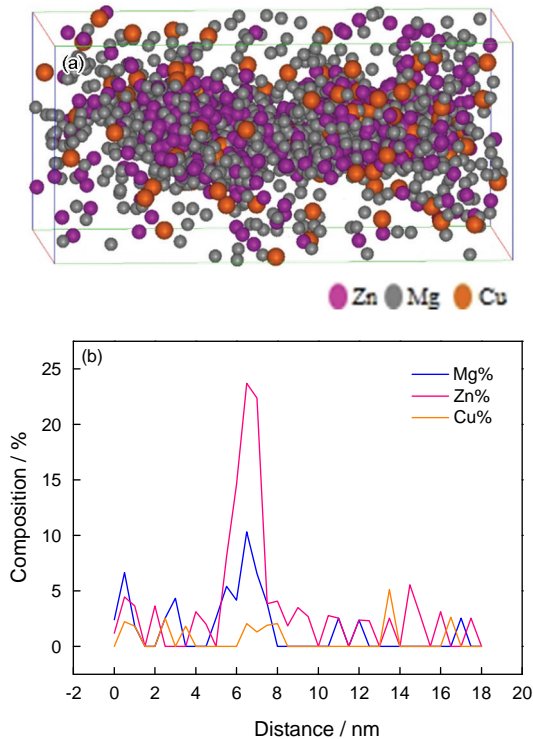 (a)
Zn Mg Cu
(b)
Mg%
Zn%
Cu%
25
20
15
10
5
0
Composition / %
-2 0 2 4 6 8 10 12 14 16 18 20
Distance / nm